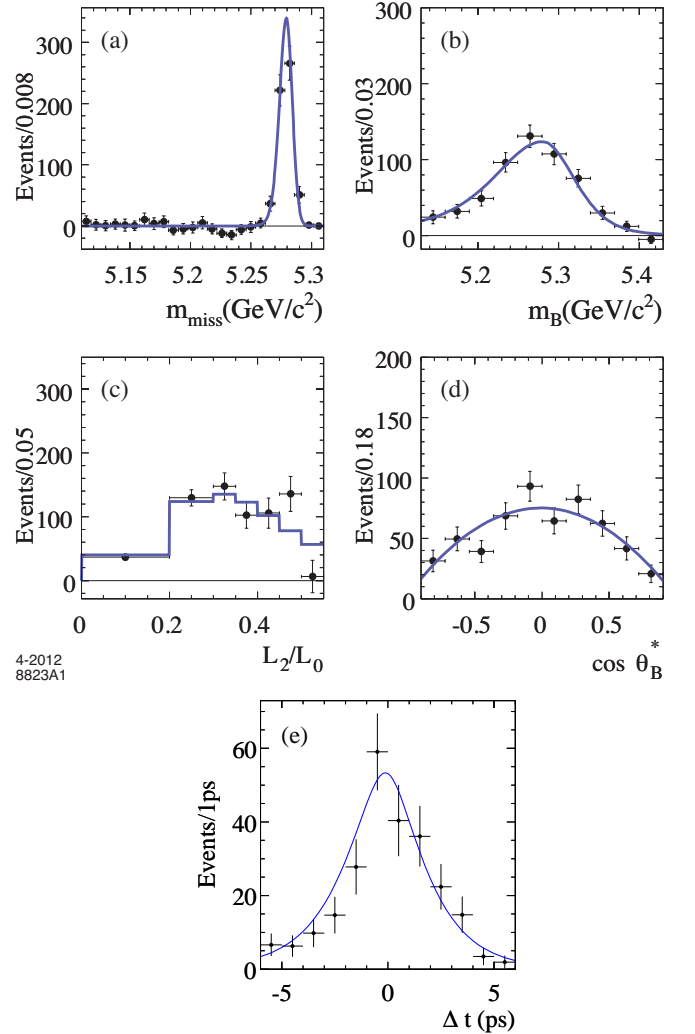 (a)
Events/0.008
300
200
100
0
5.15 5.2 5.25 5.3
m_miss(GeV/c²)
(b)
Events/0.03
300
200
100
0
5.2 5.3 5.4
m_B(GeV/c²)
(c)
Events/0.05
300
200
100
0
0 0.2 0.4
L₂/L₀
(d)
Events/0.18
200
150
100
50
0
-0.5 0 0.5
cos θ*_B
4-2012
8823A1
(e)
Events/1ps
60
40
20
0
-5 0 5
Δ t (ps)